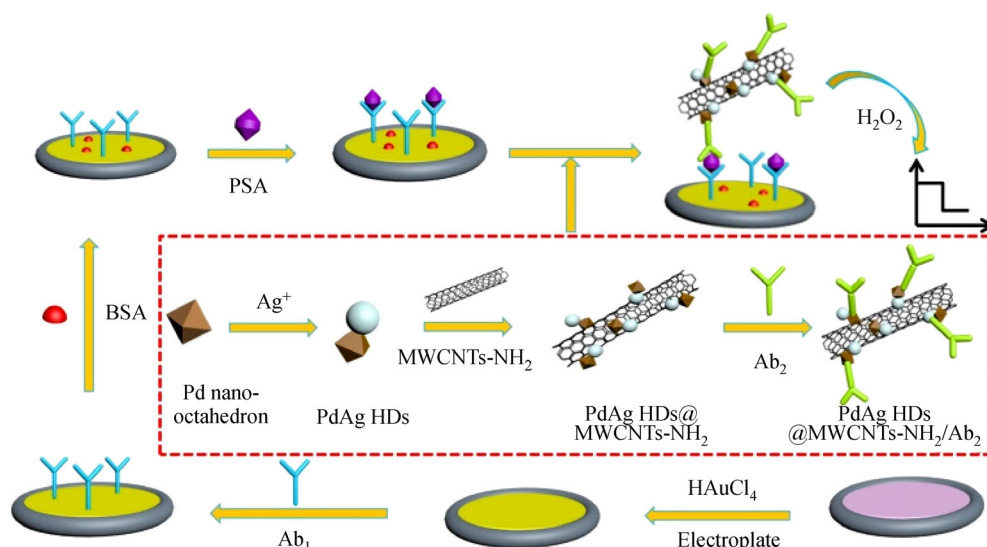 PSA
H₂O₂
BSA
Ag⁺
MWCNTs-NH₂
Ab₂
Pd nano-
octahedron
PdAg HDs
PdAg HDs@
MWCNTs-NH₂
PdAg HDs
@MWCNTs-NH₂/Ab₂
Ab₁
HAuCl₄
Electroplate